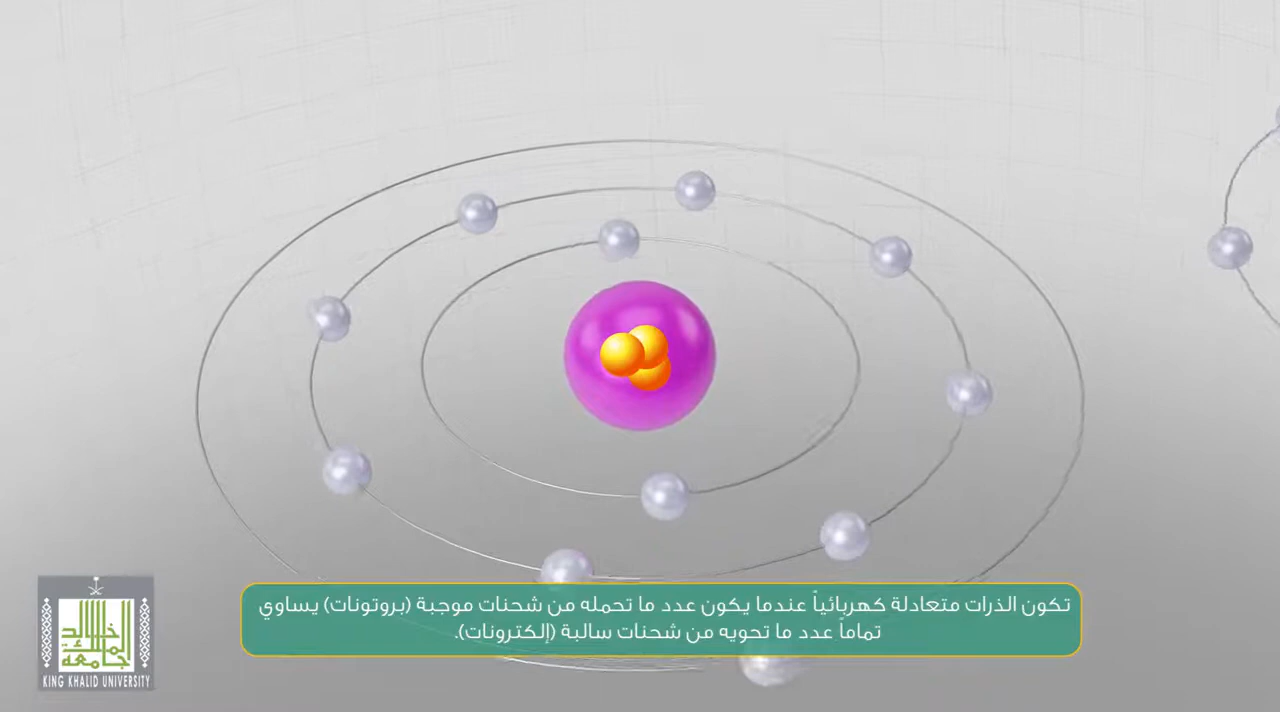 تكون الذرات متعادلة كهربائياً عندما يكون عدد ما تحمله من شحنات موجبة (بروتونات) يساوي
تماماً عدد ما تحويه من شحنات سالبة (إلكترونات).
جامعة الملك خالد
KING KHALID UNIVERSITY